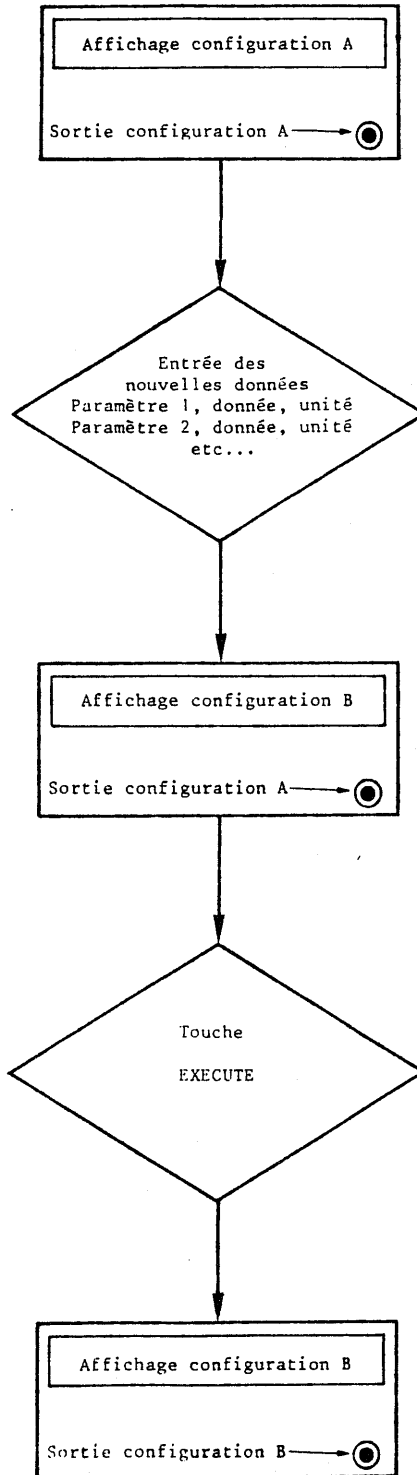 Affichage configuration A
Sortie configuration A
Entrée des
nouvelles données
Paramètre 1, donnée, unité
Paramètre 2, donnée, unité
etc...
Affichage configuration B
Sortie configuration A
Touche
EXECUTE
Affichage configuration B
Sortie configuration B